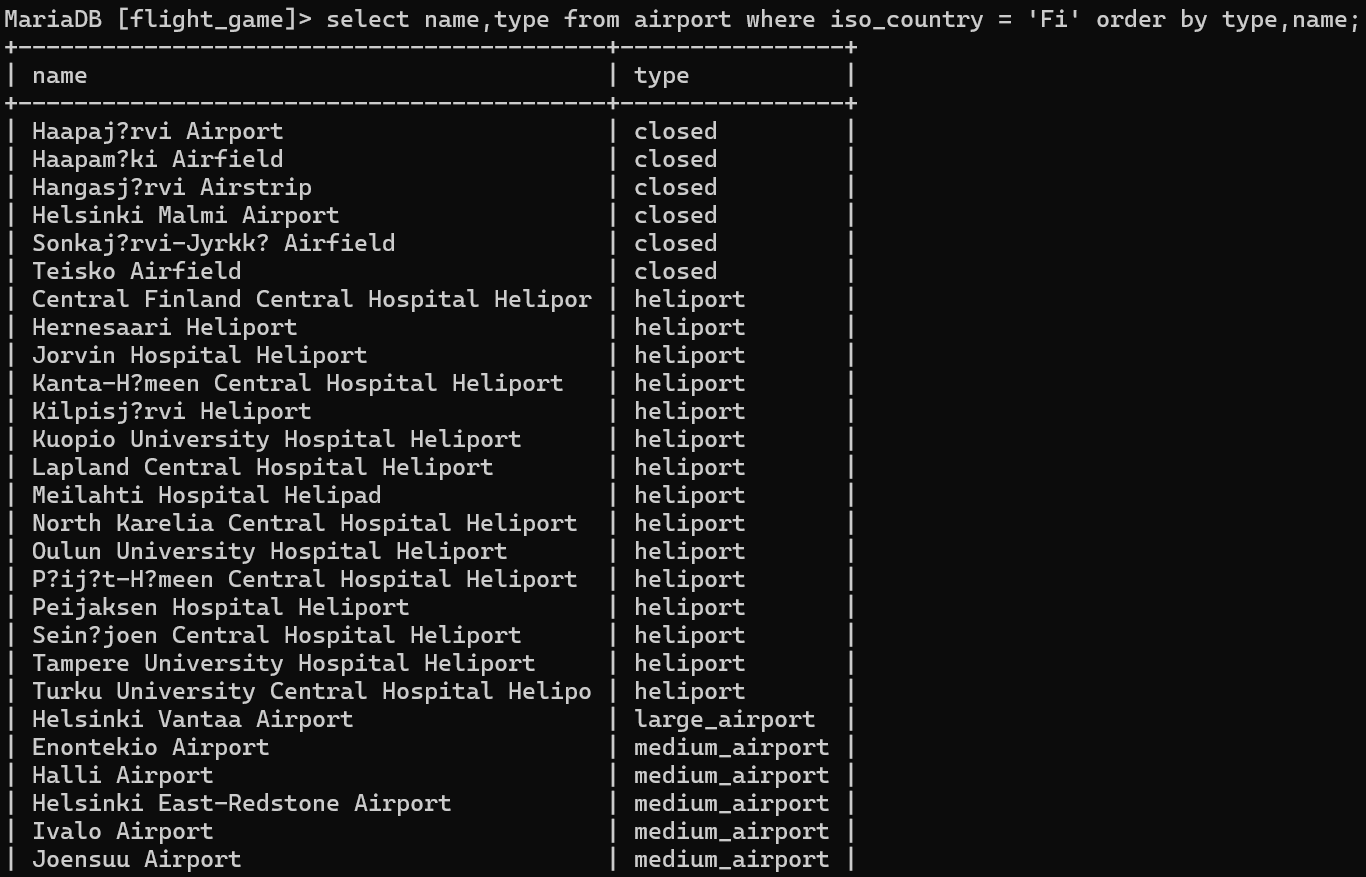 MariaDB [flight_game]> select name,type from airport where iso_country = 'Fi' order by type,name;
+------------------------------------------+----------------+
| name                                     | type           |
+------------------------------------------+----------------+
| Haapaj?rvi Airport                       | closed         |
| Haapam?ki Airfield                       | closed         |
| Hangasj?rvi Airstrip                     | closed         |
| Helsinki Malmi Airport                   | closed         |
| Sonkaj?rvi-Jyrkk? Airfield               | closed         |
| Teisko Airfield                          | closed         |
| Central Finland Central Hospital Helipor | heliport       |
| Hernesaari Heliport                      | heliport       |
| Jorvin Hospital Heliport                 | heliport       |
| Kanta-H?meen Central Hospital Heliport   | heliport       |
| Kilpisj?rvi Heliport                     | heliport       |
| Kuopio University Hospital Heliport      | heliport       |
| Lapland Central Hospital Heliport        | heliport       |
| Meilahti Hospital Helipad                | heliport       |
| North Karelia Central Hospital Heliport  | heliport       |
| Oulun University Hospital Heliport       | heliport       |
| P?ij?t-H?meen Central Hospital Heliport  | heliport       |
| Peijaksen Hospital Heliport              | heliport       |
| Sein?joen Central Hospital Heliport      | heliport       |
| Tampere University Hospital Heliport     | heliport       |
| Turku University Central Hospital Helipo | heliport       |
| Helsinki Vantaa Airport                  | large_airport  |
| Enontekio Airport                        | medium_airport |
| Halli Airport                            | medium_airport |
| Helsinki East-Redstone Airport           | medium_airport |
| Ivalo Airport                            | medium_airport |
| Joensuu Airport                          | medium_airport |